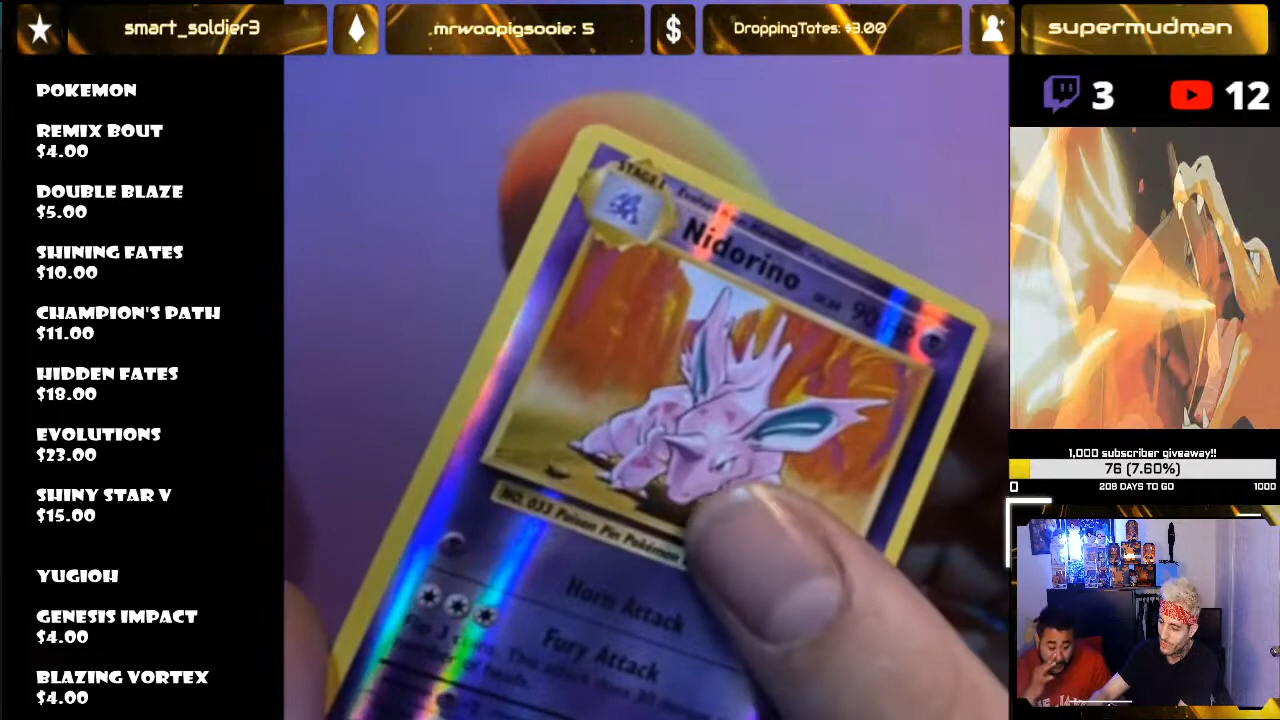 smart_soldier3
mrwoopigsooie: 5
$
DroppingTotes: $3.00
supermudman
3
12
POKEMON
REMIX BOUT
$4.00
DOUBLE BLAZE
$5.00
SHINING FATES
$10.00
CHAMPION'S PATH
$11.00
HIDDEN FATES
$18.00
EVOLUTIONS
$23.00
SHINY STAR V
$15.00
YUGIOH
GENESIS IMPACT
$4.00
BLAZING VORTEX
$4.00
STAGE 1
Nidorino
NO. 033 Poison Pin Pokémon
Horn Attack
Fury Attack
1,000 subscriber giveaway!!
76 (7.60%)
0
208 DAYS TO GO
1000